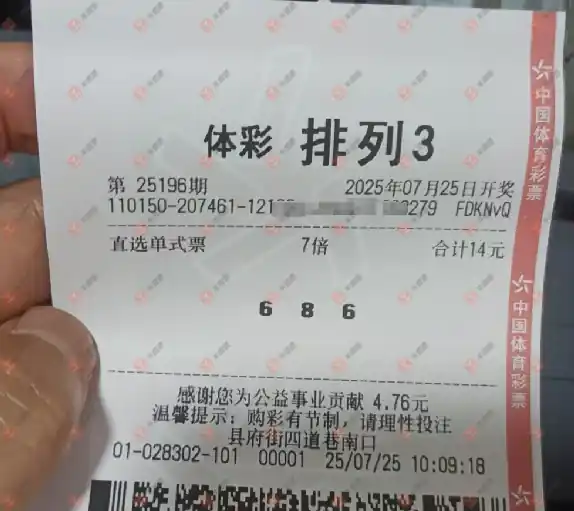 体彩 排列3
第 25196期 2025年07月25日开奖
110150-207461-121 279 FDKNvQ
直选单式票 7倍 合计14元
6 8 6
感谢您为公益事业贡献 4.76元
温馨提示：购彩有节制，请理性投注
县府街四道巷南口
01-028302-101 00001 25/07/25 10:09:18
中国体育彩票
中国体育彩票